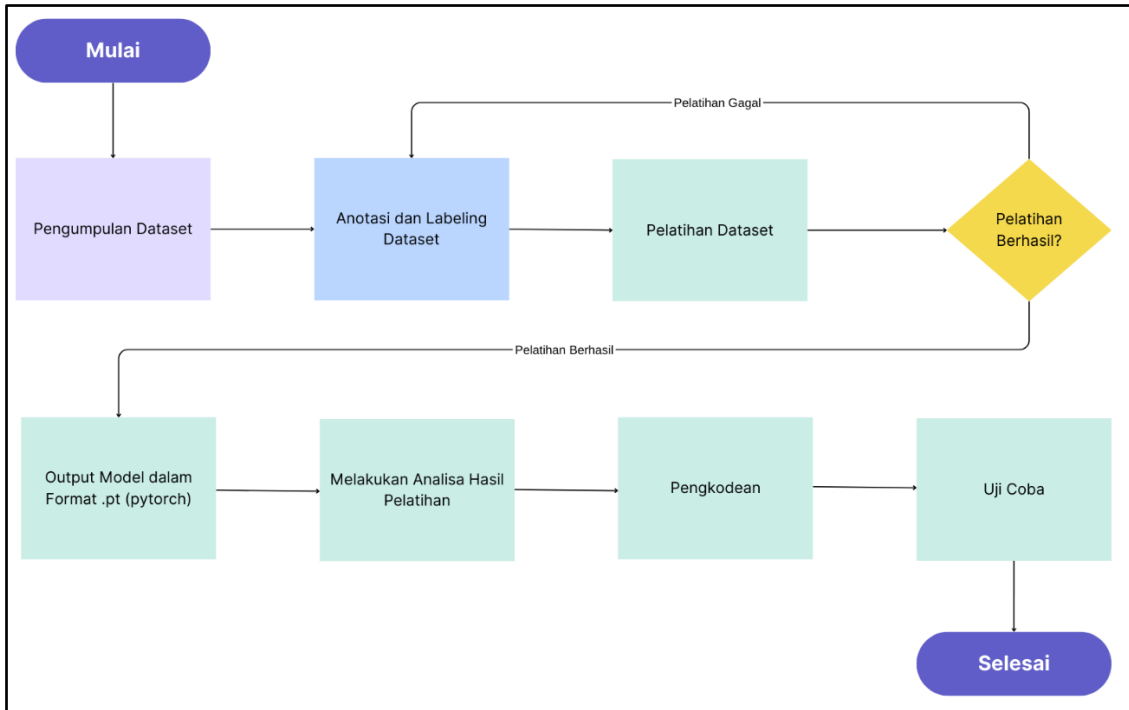 Mulai
Pelatihan Gagal
Pengumpulan Dataset
Anotasi dan Labeling
Dataset
Pelatihan Dataset
Pelatihan
Berhasil?
Pelatihan Berhasil
Output Model dalam
Format .pt (pytorch)
Melakukan Analisa Hasil
Pelatihan
Pengkodean
Uji Coba
Selesai